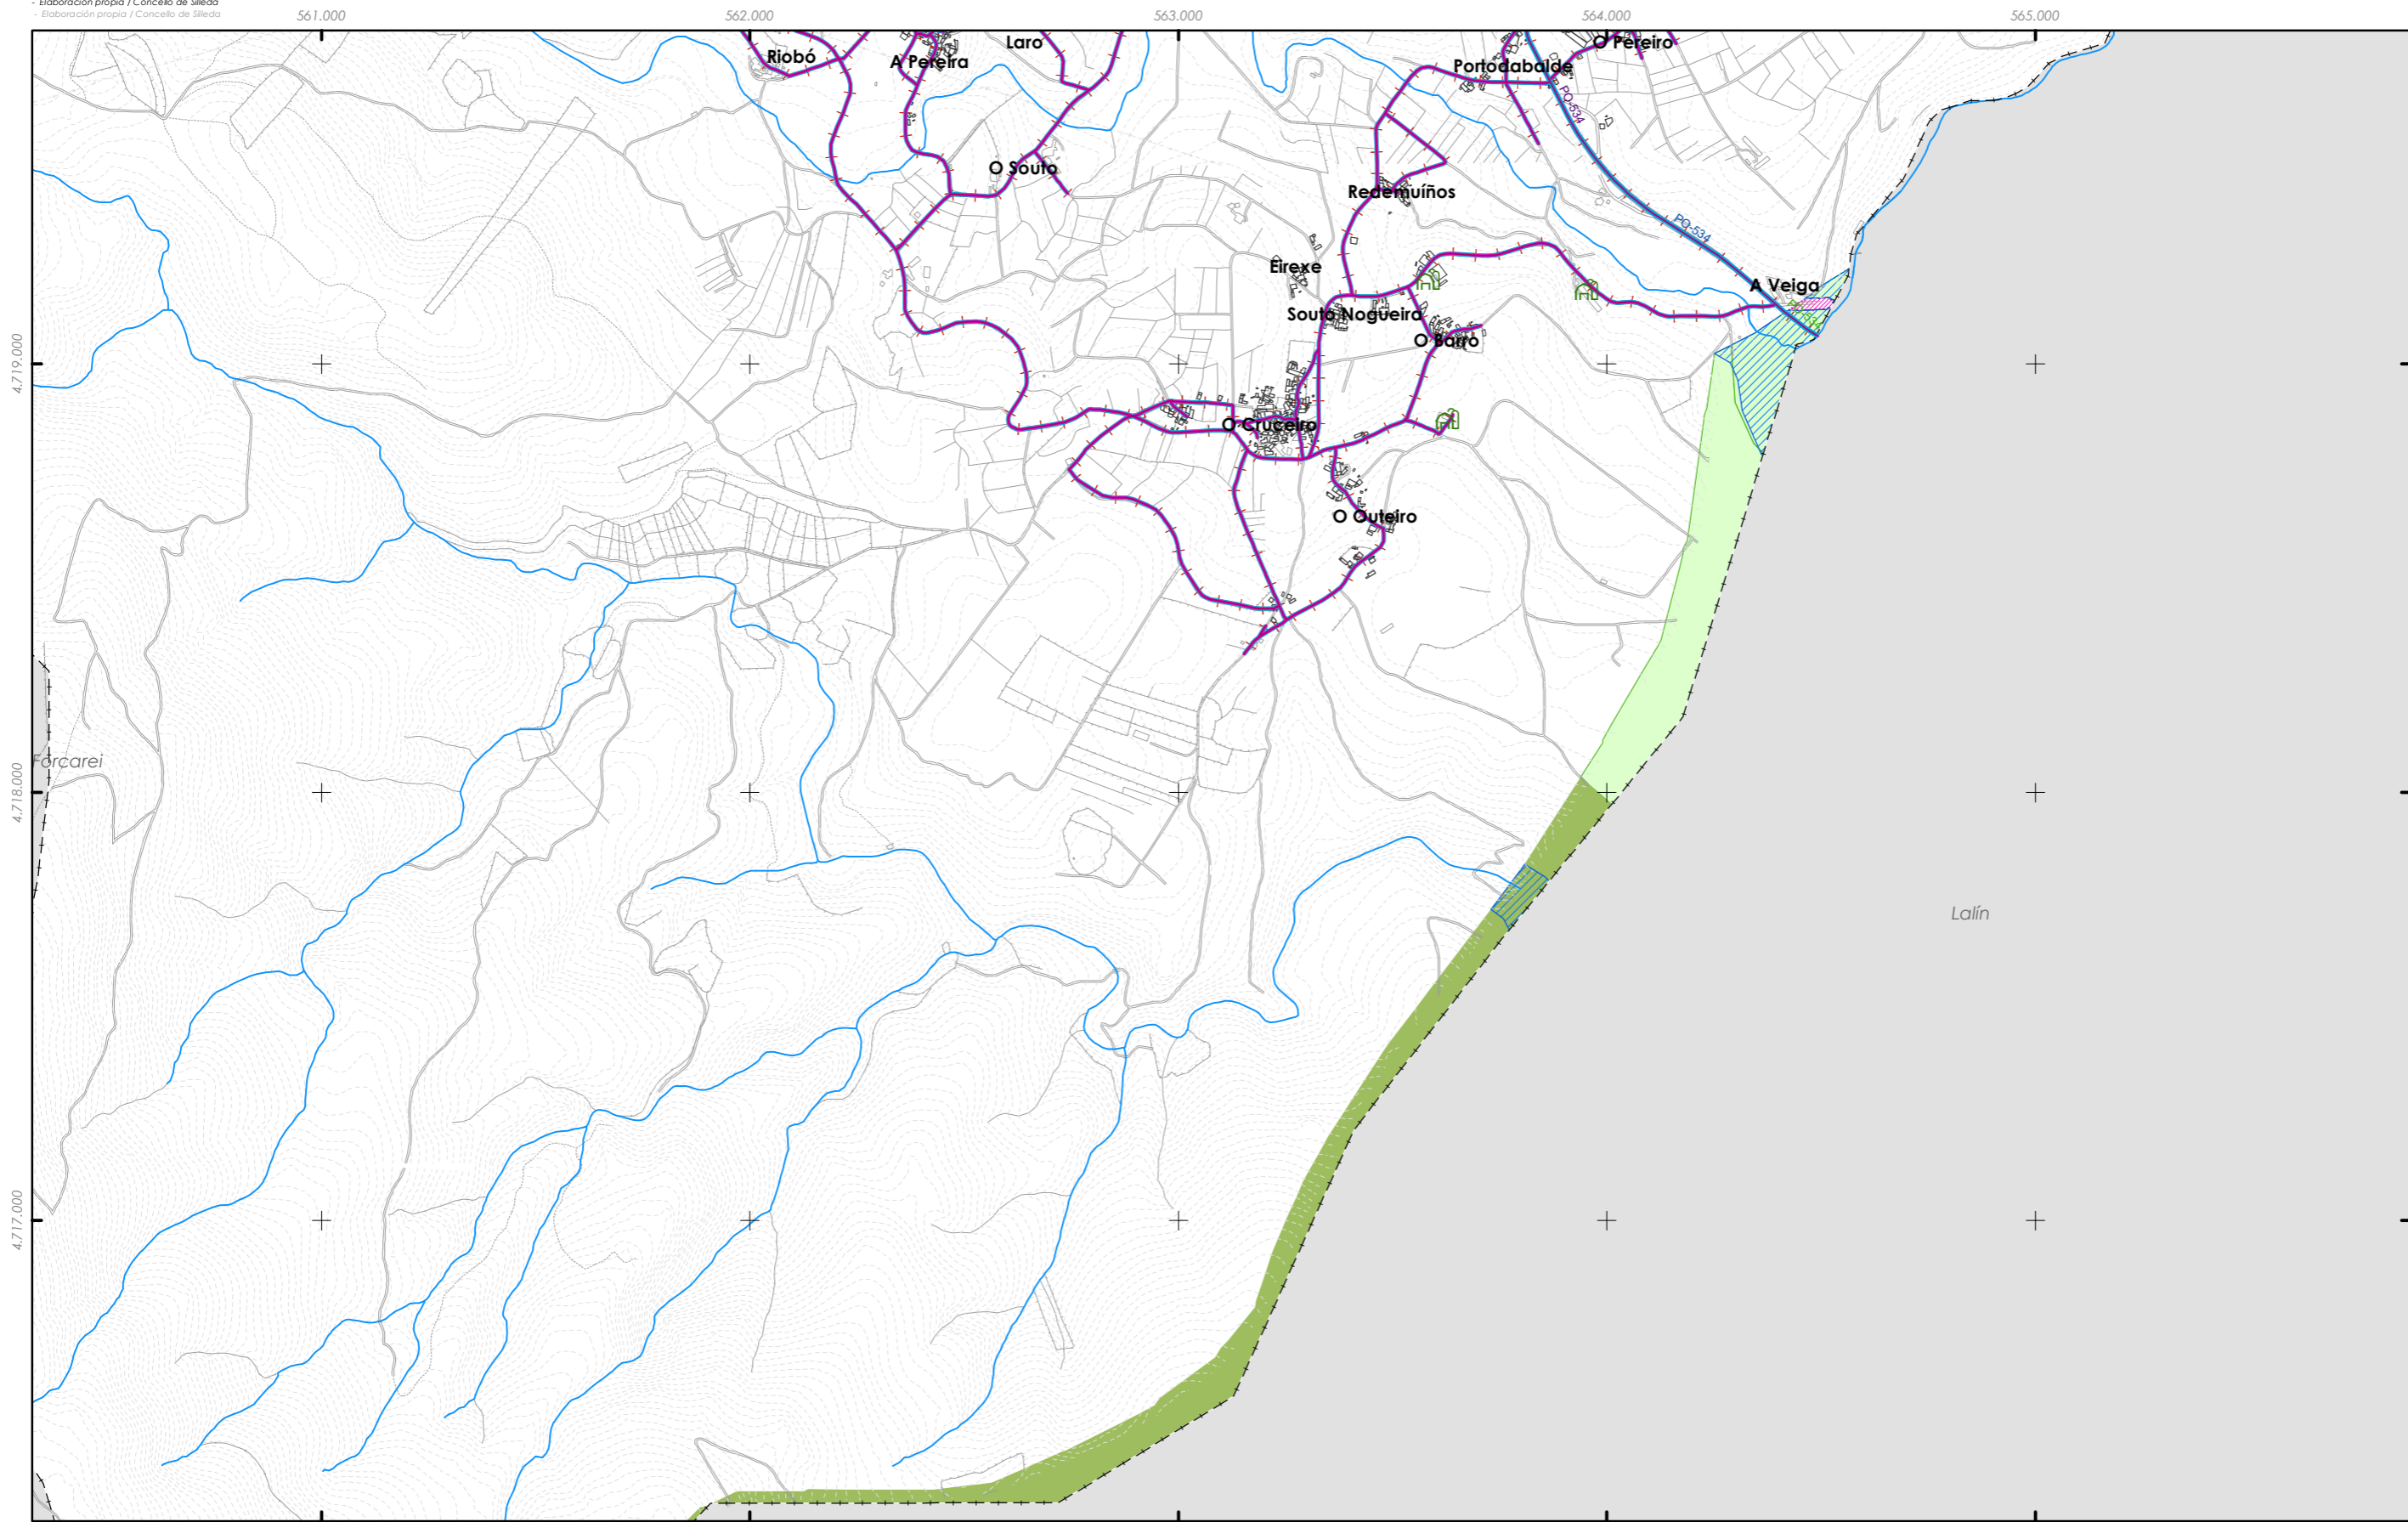 - Elaboración propia / Concello de Silleda
- Elaboración propia / Concello de Silleda
561.000
562.000
563.000
564.000
565.000
Riobó
A Pereira
Laro
Portodabalde
O Pereiro
PO-534
O Souto
Redemuíños
PO-534
Eirexe
A Veiga
Souto Nogueira
O Barro
4.719.000
O Cruceiro
O Outeiro
Forcarei
4.718.000
Lalín
4.717.000